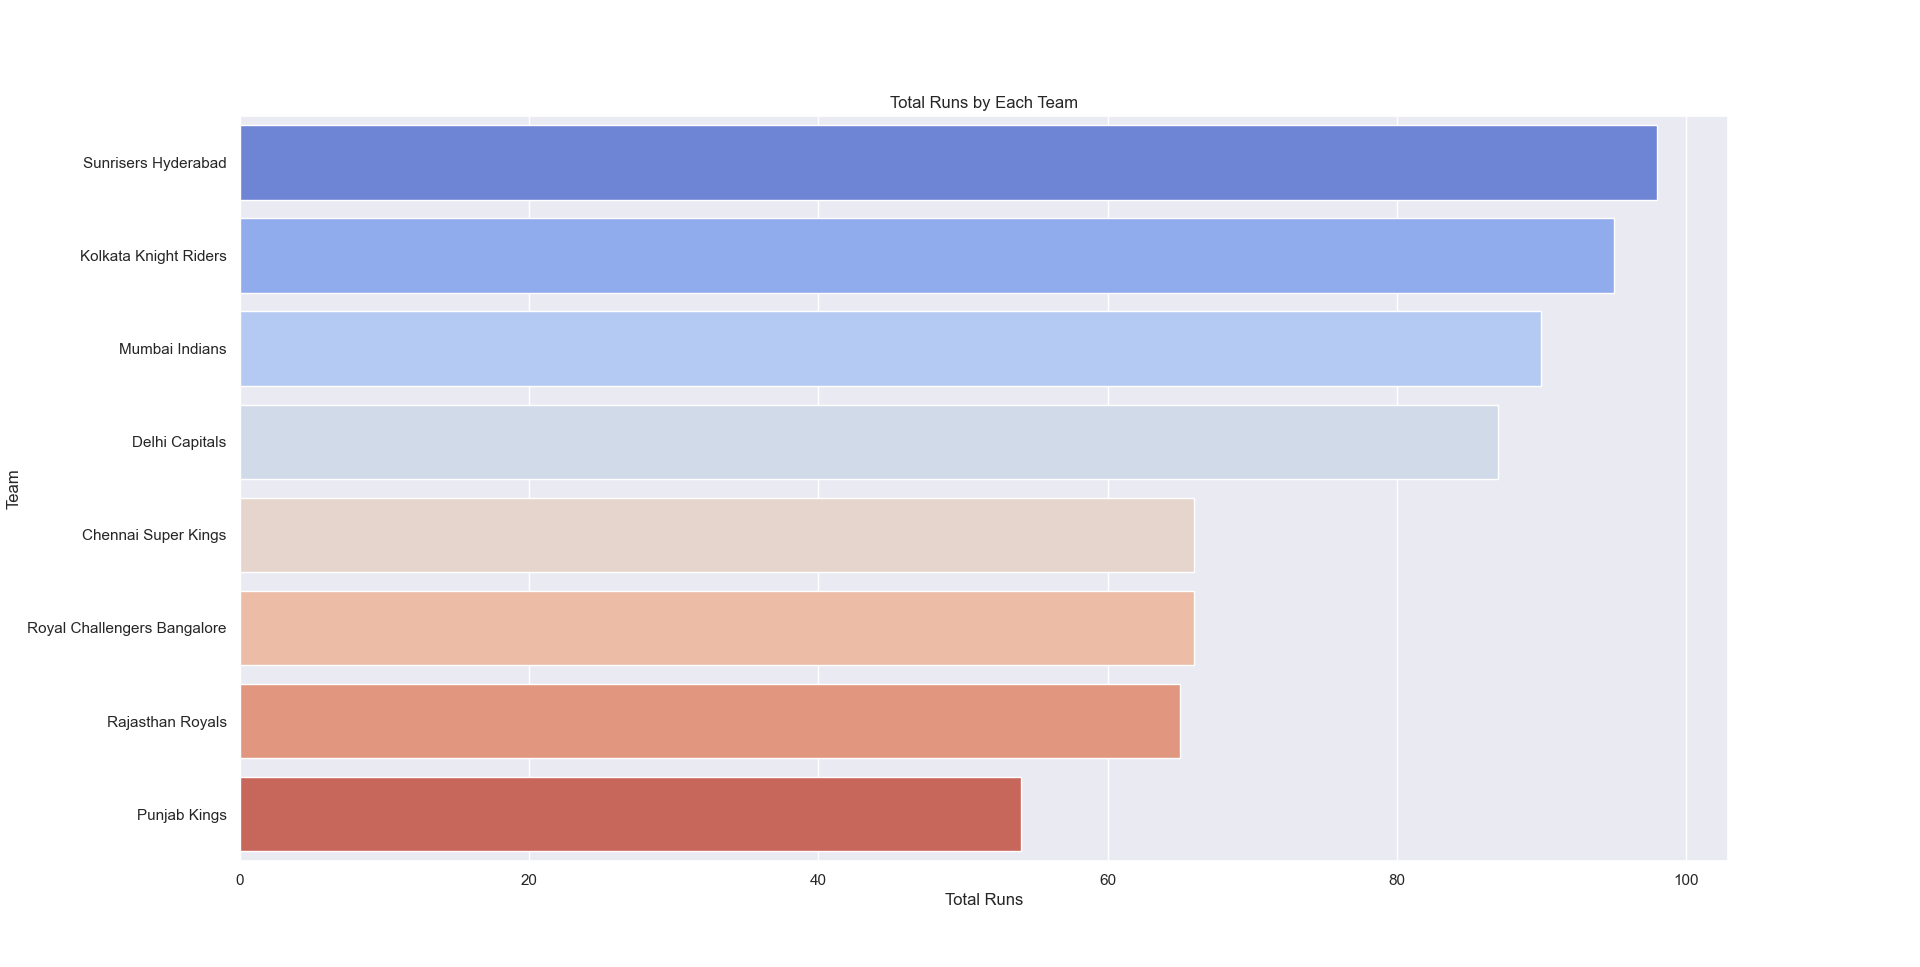 Total Runs by Each Team
Sunrisers Hyderabad
Kolkata Knight Riders
Mumbai Indians
Delhi Capitals
Chennai Super Kings
Royal Challengers Bangalore
Rajasthan Royals
Punjab Kings
Team
0 20 40 60 80 100
Total Runs